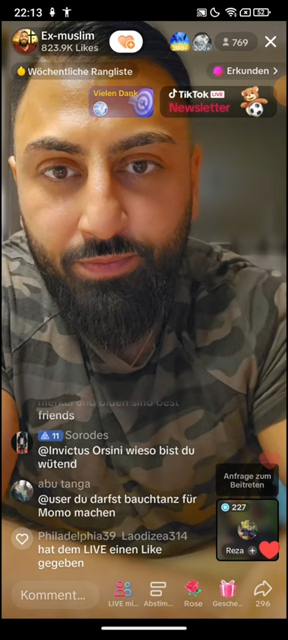 22:13
52
Ex-muslim
823.9K Likes
769
Wöchentliche Rangliste
Erkunden >
Vielen Dank
TikTok LIVE
Newsletter
friends
11 Sorodes
@Invictus Orsini wieso bist du
wütend
abu tanga
@user du darfst bauchtanz für
Momo machen
Philadelphia39 Laodizea314
hat dem LIVE einen Like
gegeben
Anfrage zum
Beitreten
227
Reza +
Komment...
LIVE mi...
Abstim...
Rose
Gesche...
296